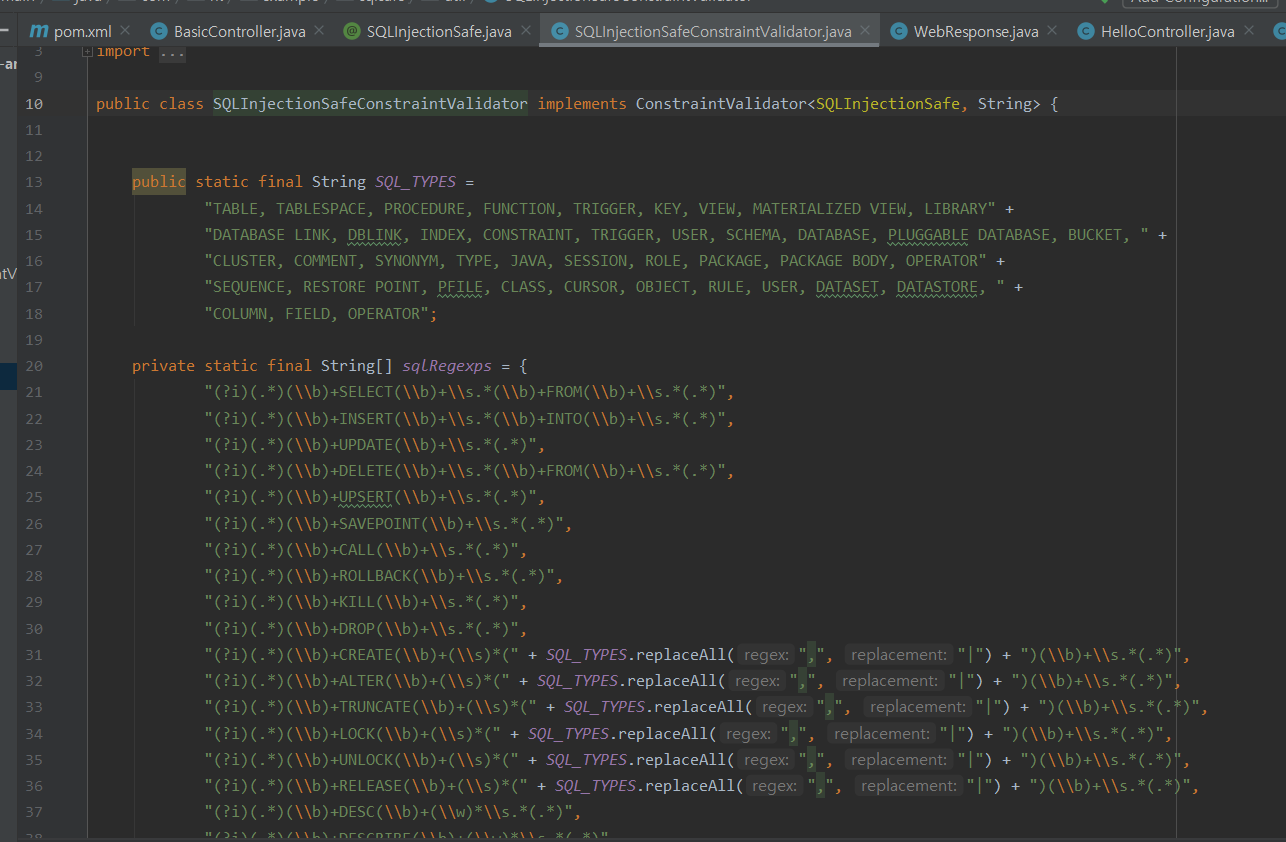 pom.xml BasicController.java SQLInjectionSafe.java SQLInjectionSafeConstraintValidator.java WebResponse.java HelloController.java
3 import ...
9
10 public class SQLInjectionSafeConstraintValidator implements ConstraintValidator<SQLInjectionSafe, String> {
11
12
13 public static final String SQL_TYPES =
14 "TABLE, TABLESPACE, PROCEDURE, FUNCTION, TRIGGER, KEY, VIEW, MATERIALIZED VIEW, LIBRARY" +
15 "DATABASE LINK, DBLINK, INDEX, CONSTRAINT, TRIGGER, USER, SCHEMA, DATABASE, PLUGGABLE DATABASE, BUCKET, " +
16 "CLUSTER, COMMENT, SYNONYM, TYPE, JAVA, SESSION, ROLE, PACKAGE, PACKAGE BODY, OPERATOR" +
17 "SEQUENCE, RESTORE POINT, PFILE, CLASS, CURSOR, OBJECT, RULE, USER, DATASET, DATASTORE, " +
18 "COLUMN, FIELD, OPERATOR";
19
20 private static final String[] sqlRegexps = {
21 "(?i)(.*)(\\b)+SELECT(\\b)+\\s.*(\\b)+FROM(\\b)+\\s.*(.*)",
22 "(?i)(.*)(\\b)+INSERT(\\b)+\\s.*(\\b)+INTO(\\b)+\\s.*(.*)",
23 "(?i)(.*)(\\b)+UPDATE(\\b)+\\s.*(.*)",
24 "(?i)(.*)(\\b)+DELETE(\\b)+\\s.*(\\b)+FROM(\\b)+\\s.*(.*)",
25 "(?i)(.*)(\\b)+UPSERT(\\b)+\\s.*(.*)",
26 "(?i)(.*)(\\b)+SAVEPOINT(\\b)+\\s.*(.*)",
27 "(?i)(.*)(\\b)+CALL(\\b)+\\s.*(.*)",
28 "(?i)(.*)(\\b)+ROLLBACK(\\b)+\\s.*(.*)",
29 "(?i)(.*)(\\b)+KILL(\\b)+\\s.*(.*)",
30 "(?i)(.*)(\\b)+DROP(\\b)+\\s.*(.*)",
31 "(?i)(.*)(\\b)+CREATE(\\b)+(\\s)*(" + SQL_TYPES.replaceAll( regex: ",", replacement: "|") + ")(\\b)+\\s.*(.*)",
32 "(?i)(.*)(\\b)+ALTER(\\b)+(\\s)*(" + SQL_TYPES.replaceAll( regex: ",", replacement: "|") + ")(\\b)+\\s.*(.*)",
33 "(?i)(.*)(\\b)+TRUNCATE(\\b)+(\\s)*(" + SQL_TYPES.replaceAll( regex: ",", replacement: "|") + ")(\\b)+\\s.*(.*)",
34 "(?i)(.*)(\\b)+LOCK(\\b)+(\\s)*(" + SQL_TYPES.replaceAll( regex: ",", replacement: "|") + ")(\\b)+\\s.*(.*)",
35 "(?i)(.*)(\\b)+UNLOCK(\\b)+(\\s)*(" + SQL_TYPES.replaceAll( regex: ",", replacement: "|") + ")(\\b)+\\s.*(.*)",
36 "(?i)(.*)(\\b)+RELEASE(\\b)+(\\s)*(" + SQL_TYPES.replaceAll( regex: ",", replacement: "|") + ")(\\b)+\\s.*(.*)",
37 "(?i)(.*)(\\b)+DESC(\\b)+(\\w)*\\s.*(.*)",
38 "(?i)(.*)(\\b)+DESCRIBE(\\b)+(\\w)*\\s.*(.*)"